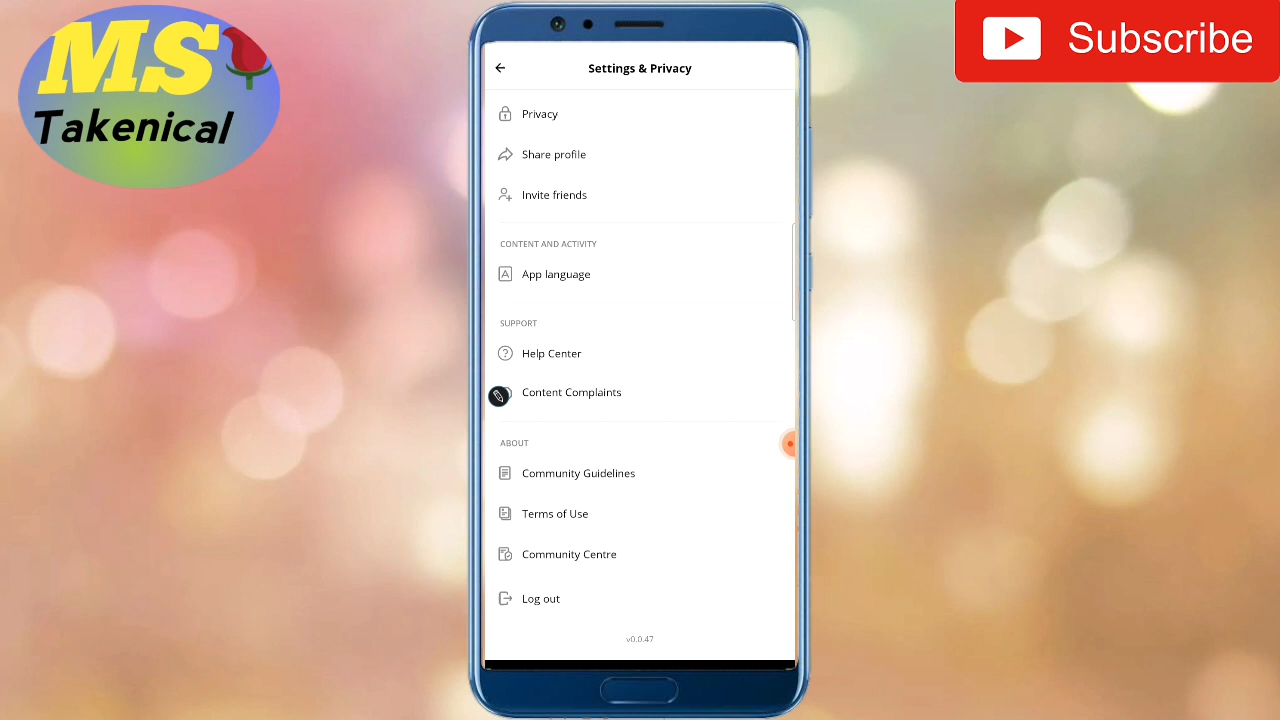 MS
Takenical
Subscribe
Settings & Privacy
Privacy
Share profile
Invite friends
CONTENT AND ACTIVITY
App language
SUPPORT
Help Center
Content Complaints
ABOUT
Community Guidelines
Terms of Use
Community Centre
Log out
v0.0.47